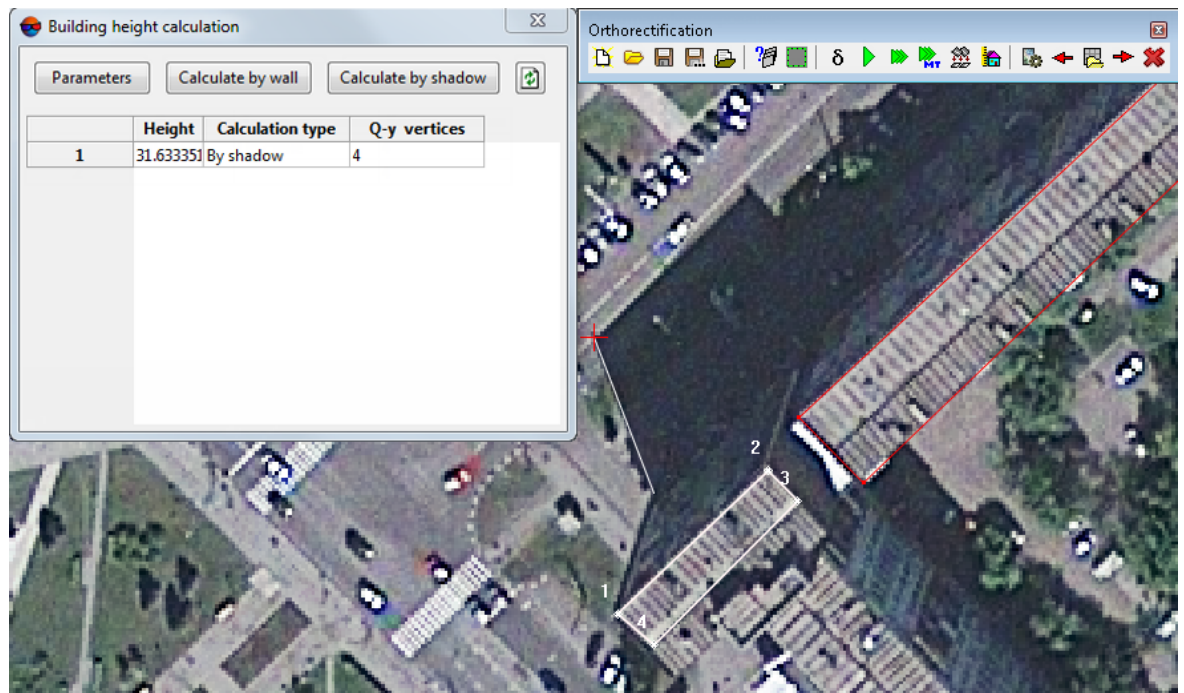 Building height calculation
Parameters
Calculate by wall
Calculate by shadow
Height Calculation type Q-y vertices
1 31.633351 By shadow 4
Orthorectification
δ
MT
2
3
1
4